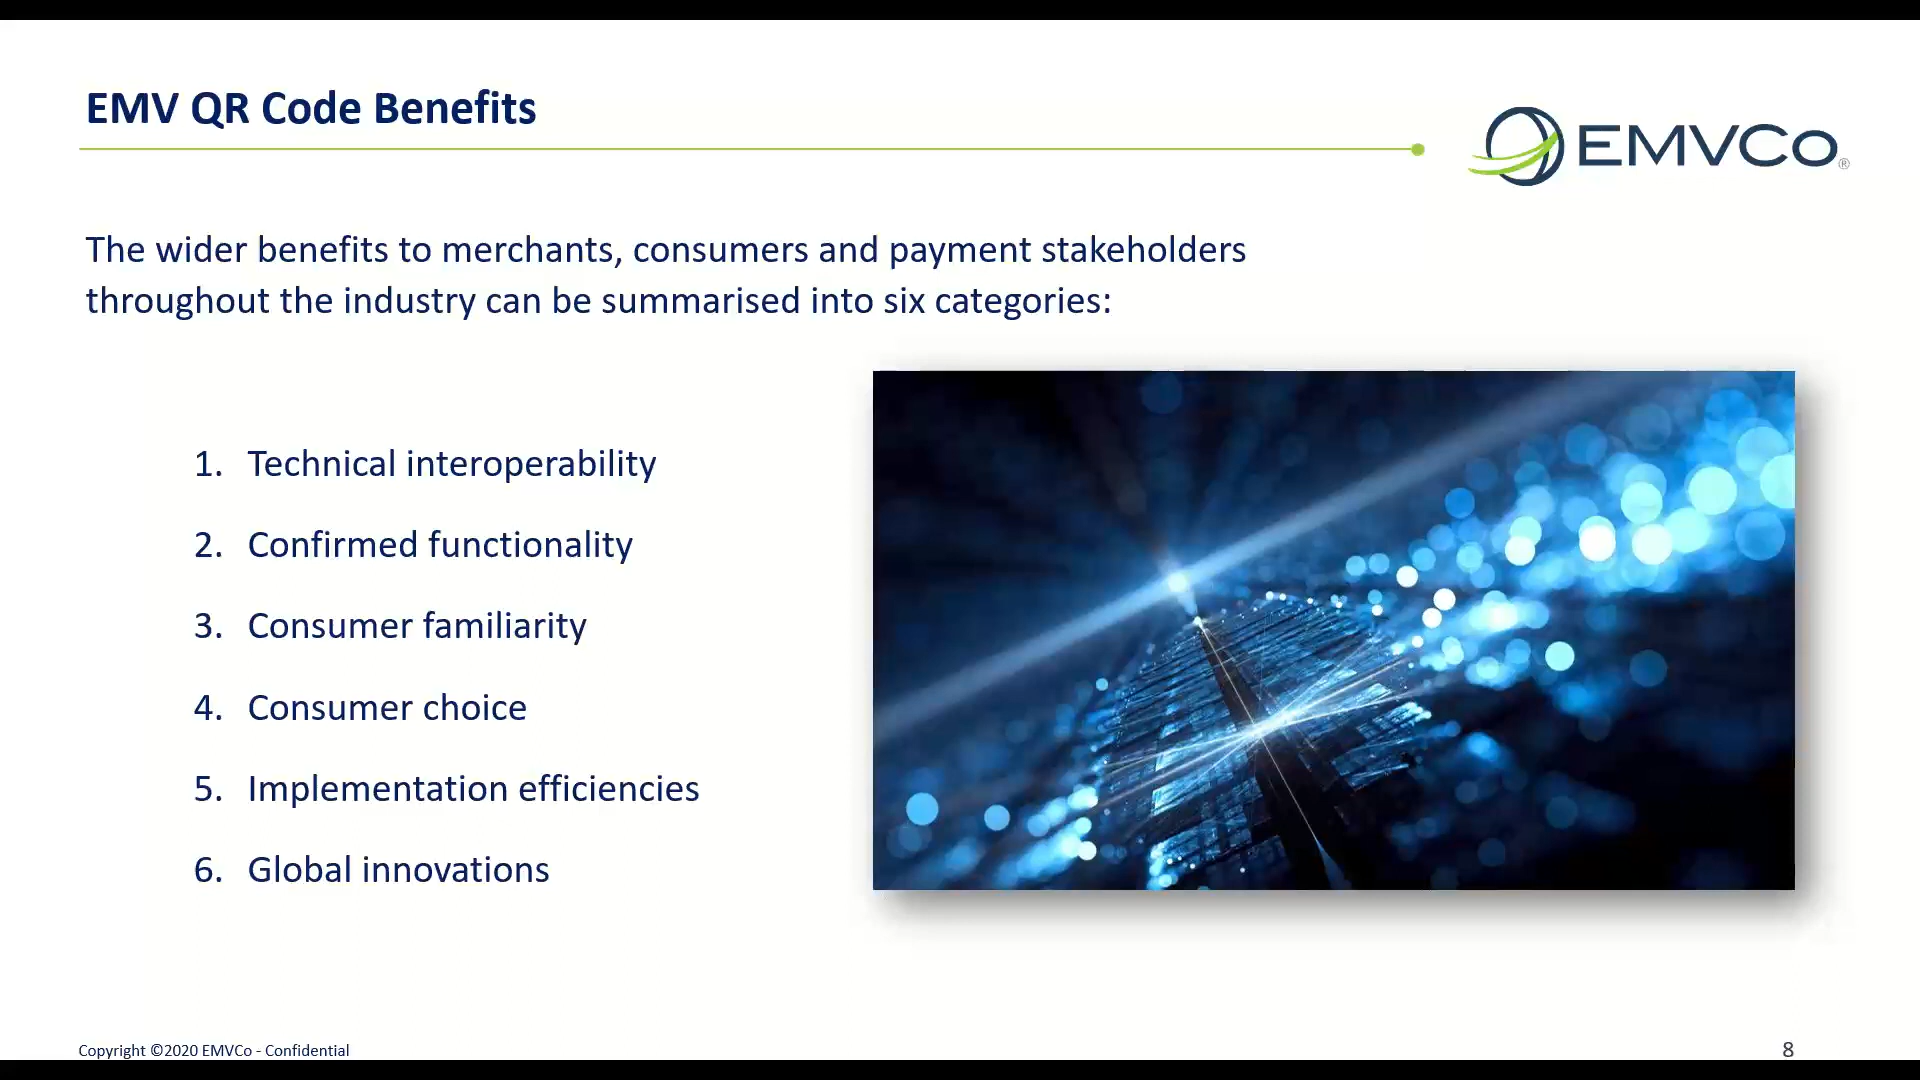 EMV QR Code Benefits
EMVCo®
The wider benefits to merchants, consumers and payment stakeholders
throughout the industry can be summarised into six categories:
1. Technical interoperability
2. Confirmed functionality
3. Consumer familiarity
4. Consumer choice
5. Implementation efficiencies
6. Global innovations
Copyright ©2020 EMVCo - Confidential
8